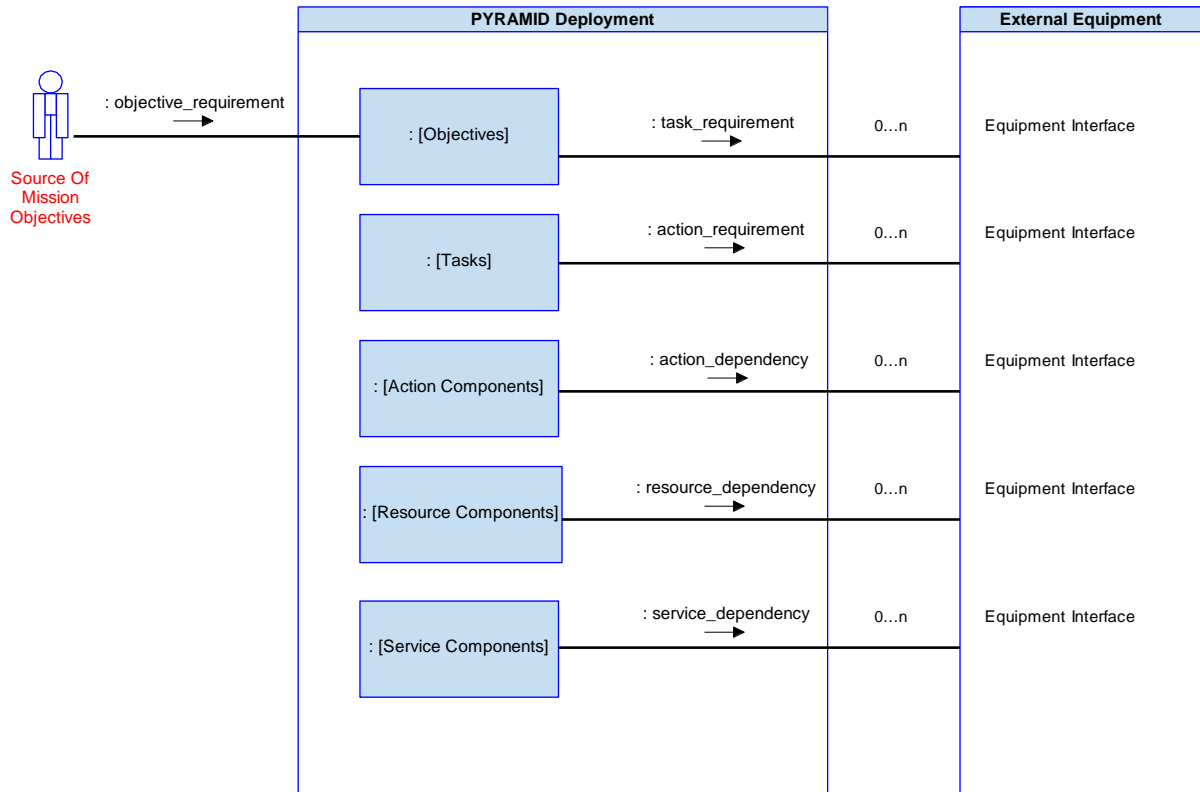 PYRAMID Deployment
External Equipment
: objective_requirement
Source Of
Mission
Objectives
: [Objectives]
: task_requirement
0...n
Equipment Interface
: [Tasks]
: action_requirement
0...n
Equipment Interface
: [Action Components]
: action_dependency
0...n
Equipment Interface
: [Resource Components]
: resource_dependency
0...n
Equipment Interface
: [Service Components]
: service_dependency
0...n
Equipment Interface